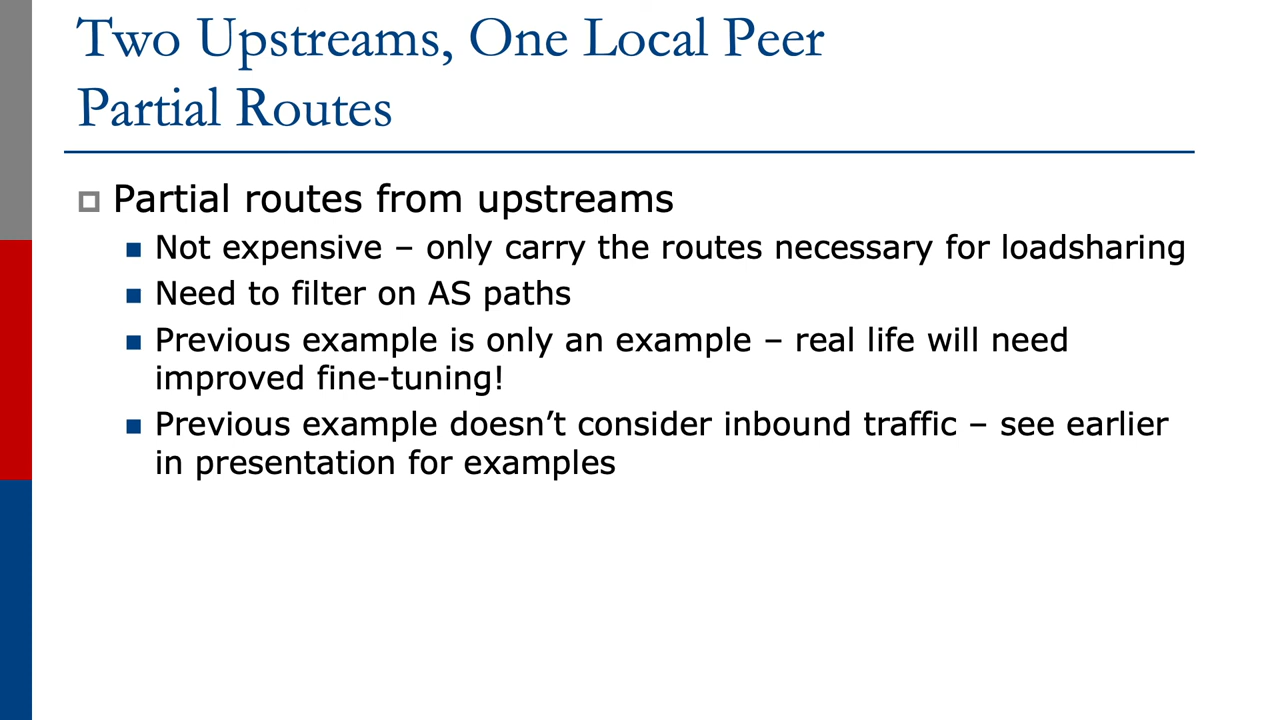 Two Upstreams, One Local Peer
Partial Routes
Partial routes from upstreams
Not expensive – only carry the routes necessary for loadsharing
Need to filter on AS paths
Previous example is only an example – real life will need
improved fine-tuning!
Previous example doesn’t consider inbound traffic – see earlier
in presentation for examples